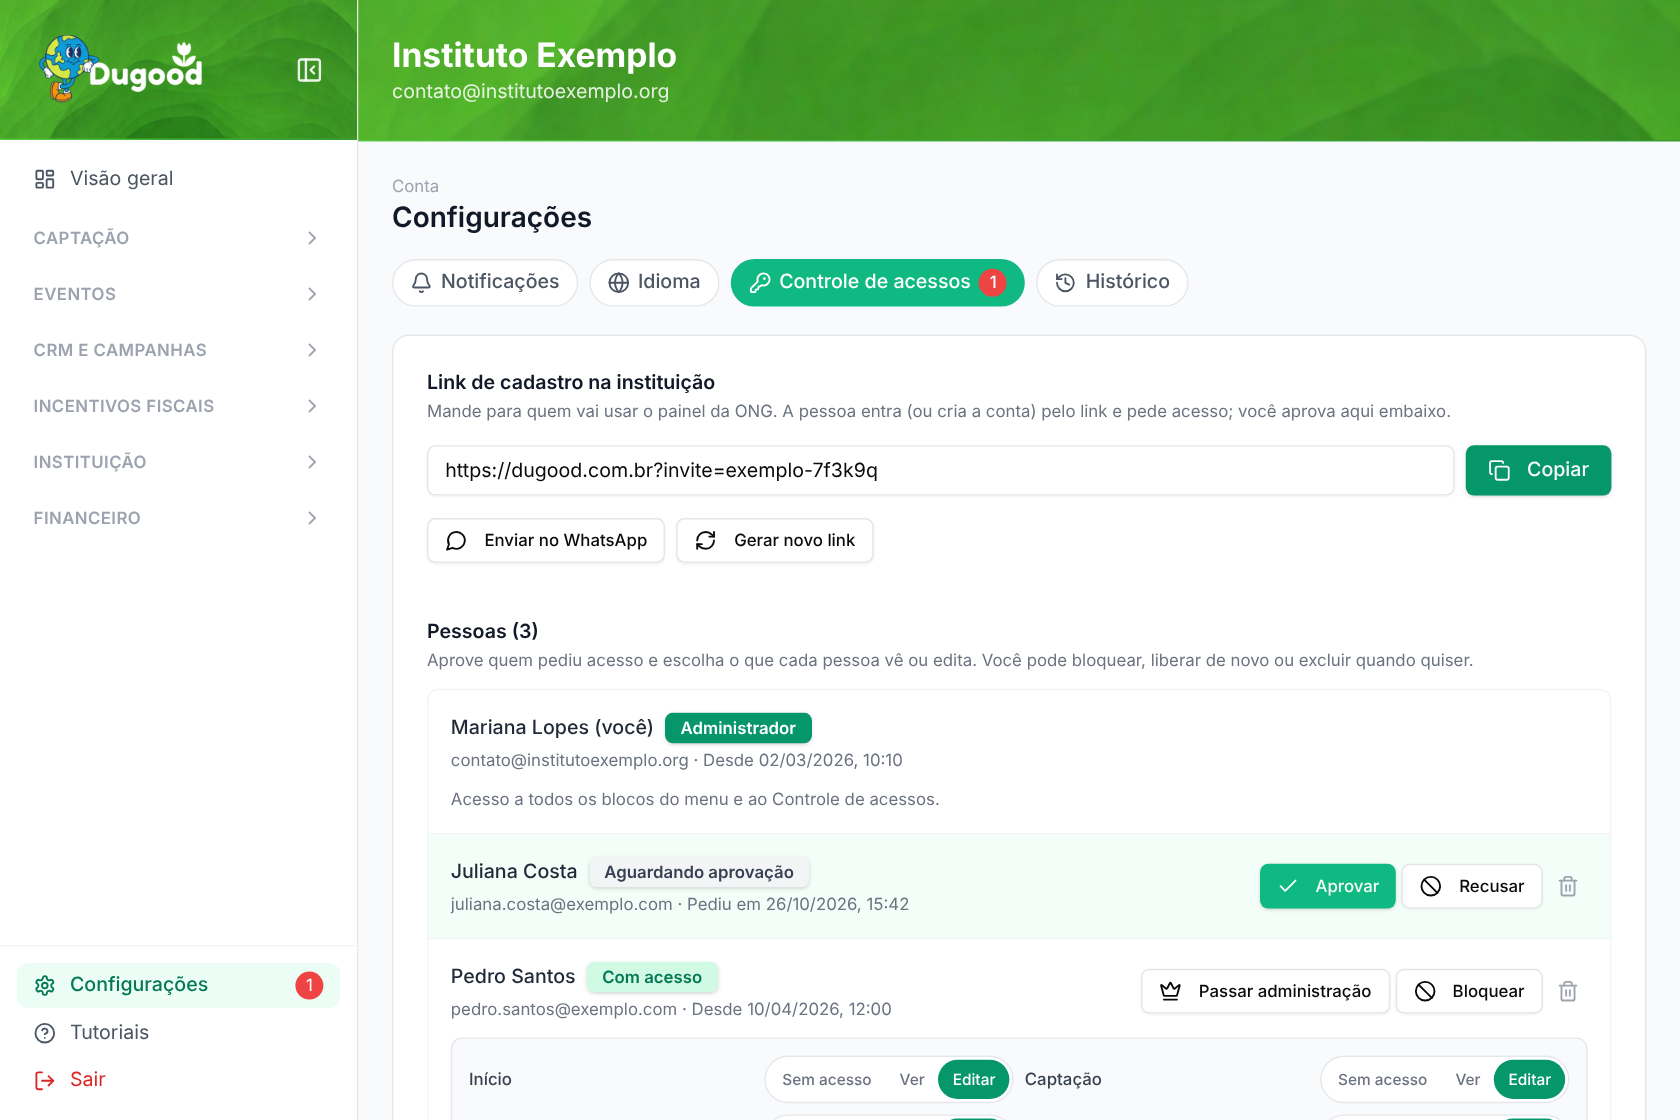 Dugood
Instituto Exemplo
contato@institutoexemplo.org
Visão geral
CAPTAÇÃO
EVENTOS
CRM E CAMPANHAS
INCENTIVOS FISCAIS
INSTITUIÇÃO
FINANCEIRO
Configurações 1
Tutoriais
Sair
Conta
Configurações
Notificações Idioma Controle de acessos 1 Histórico
Link de cadastro na instituição
Mande para quem vai usar o painel da ONG. A pessoa entra (ou cria a conta) pelo link e pede acesso; você aprova aqui embaixo.
https://dugood.com.br?invite=exemplo-7f3k9q Copiar
Enviar no WhatsApp Gerar novo link
Pessoas (3)
Aprove quem pediu acesso e escolha o que cada pessoa vê ou edita. Você pode bloquear, liberar de novo ou excluir quando quiser.
Mariana Lopes (você) Administrador
contato@institutoexemplo.org · Desde 02/03/2026, 10:10
Acesso a todos os blocos do menu e ao Controle de acessos.
Juliana Costa Aguardando aprovação
juliana.costa@exemplo.com · Pediu em 26/10/2026, 15:42
Aprovar Recusar
Pedro Santos Com acesso
pedro.santos@exemplo.com · Desde 10/04/2026, 12:00
Passar administração Bloquear
Início Sem acesso Ver Editar Captação Sem acesso Ver Editar